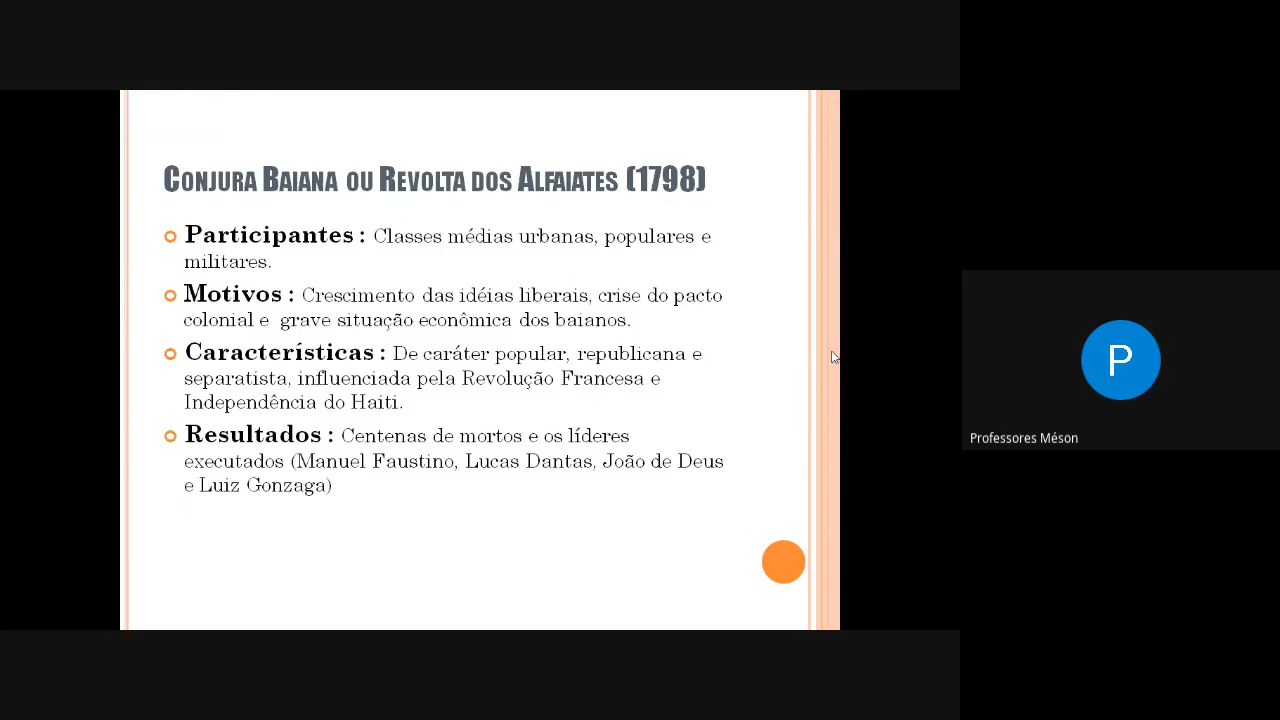 CONJURA BAIANA OU REVOLTA DOS ALFAIATES (1798)
Participantes : Classes médias urbanas, populares e
militares.
Motivos : Crescimento das idéias liberais, crise do pacto
colonial e grave situação econômica dos baianos.
Características : De caráter popular, republicana e
separatista, influenciada pela Revolução Francesa e
Independência do Haiti.
Resultados : Centenas de mortos e os líderes
executados (Manuel Faustino, Lucas Dantas, João de Deus
e Luiz Gonzaga)
P
Professores Méson